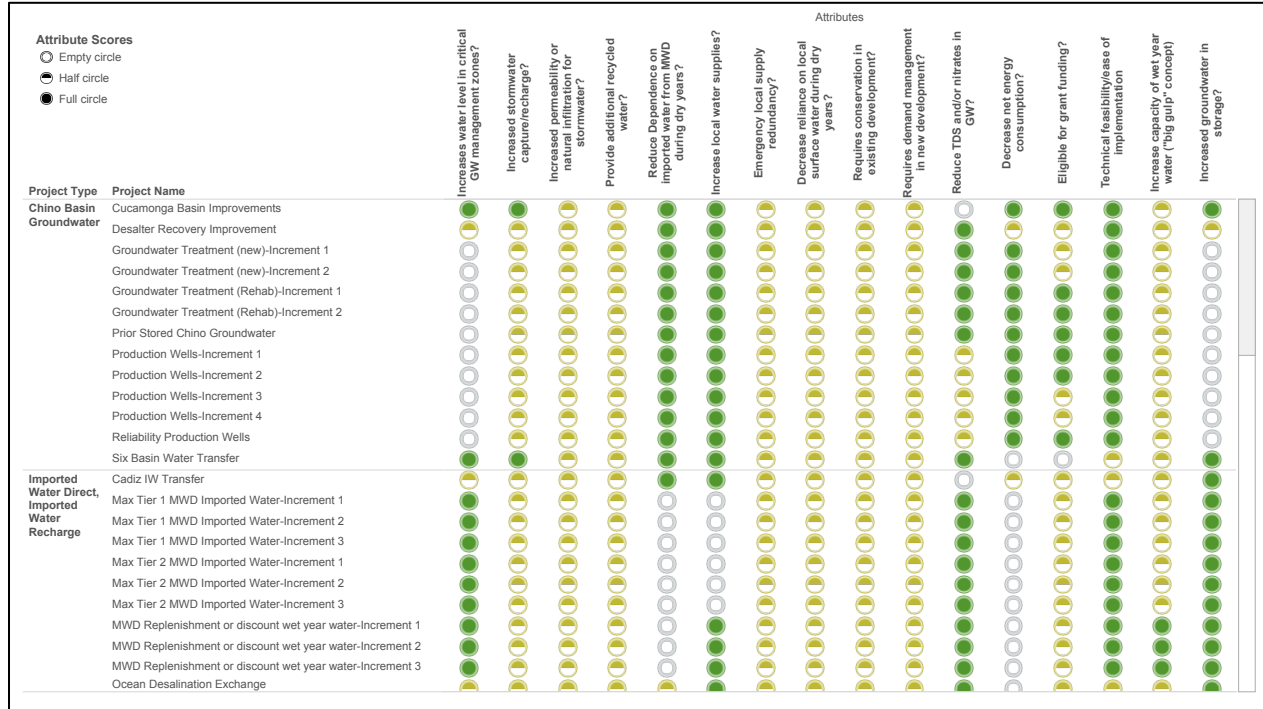 Attributes
Attribute Scores
Empty circle
Half circle
Full circle
Increases water level in critical
GW management zones?
Increased stormwater
capture/recharge?
Increased permeability or
natural infiltration for
stormwater?
Provide additional recycled
water?
Reduce Dependence on
imported water from MWD
during dry years?
Increase local water supplies?
Emergency local supply
redundancy?
Decrease reliance on local
surface water during dry
years?
Requires conservation in
existing development?
Requires demand management
in new development?
Reduce TDS and/or nitrates in
GW?
Decrease net energy
consumption?
Eligible for grant funding?
Technical feasibility/ease of
implementation
Increase capacity of wet year
water ("big gulp" concept)
Increased groundwater in
storage?
Project Type Project Name
Chino Basin Cucamonga Basin Improvements
Groundwater Desalter Recovery Improvement
Groundwater Treatment (new)-Increment 1
Groundwater Treatment (new)-Increment 2
Groundwater Treatment (Rehab)-Increment 1
Groundwater Treatment (Rehab)-Increment 2
Prior Stored Chino Groundwater
Production Wells-Increment 1
Production Wells-Increment 2
Production Wells-Increment 3
Production Wells-Increment 4
Reliability Production Wells
Six Basin Water Transfer
Imported Cadiz IW Transfer
Water Direct, Max Tier 1 MWD Imported Water-Increment 1
Imported
Water Max Tier 1 MWD Imported Water-Increment 2
Recharge Max Tier 1 MWD Imported Water-Increment 3
Max Tier 2 MWD Imported Water-Increment 1
Max Tier 2 MWD Imported Water-Increment 2
Max Tier 2 MWD Imported Water-Increment 3
MWD Replenishment or discount wet year water-Increment 1
MWD Replenishment or discount wet year water-Increment 2
MWD Replenishment or discount wet year water-Increment 3
Ocean Desalination Exchange